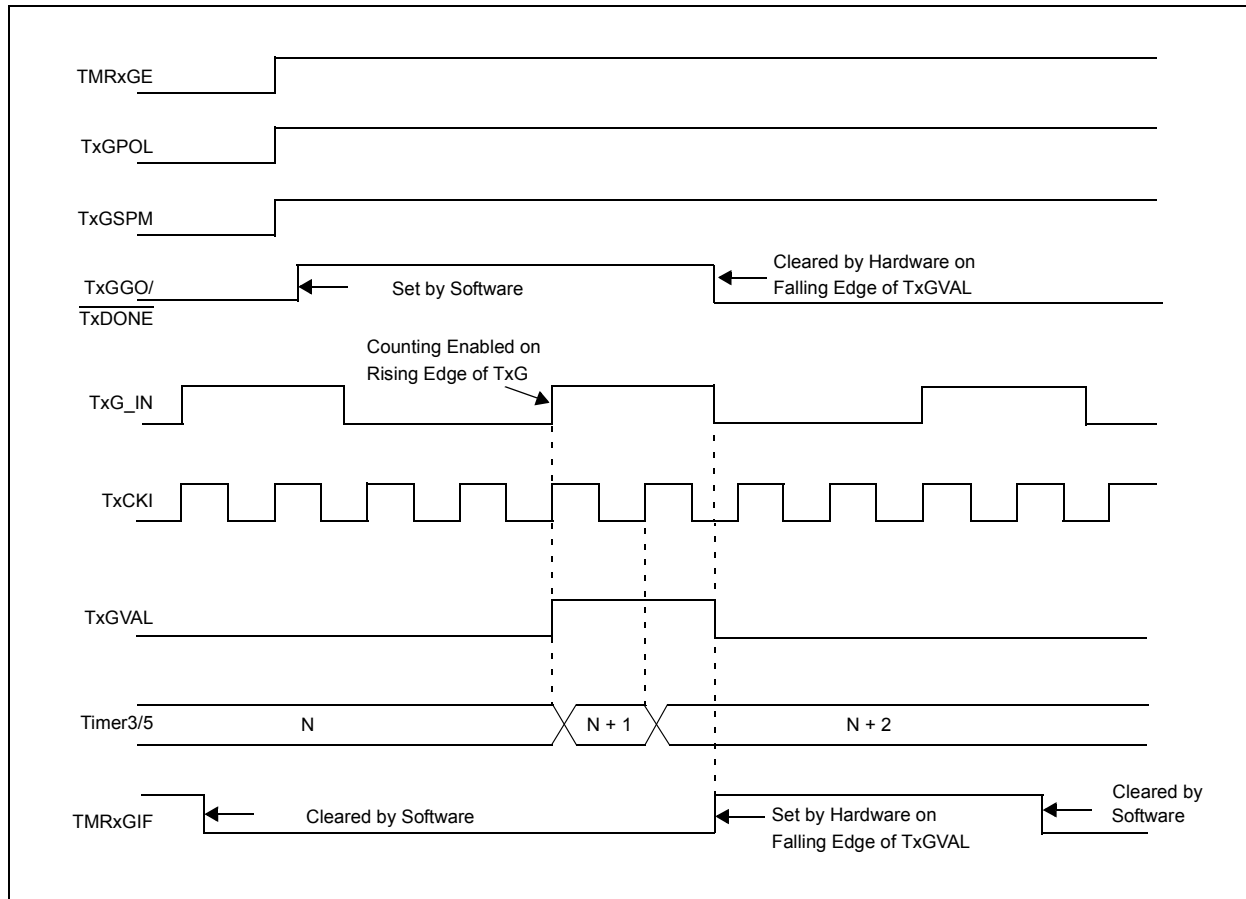 TMRxGE
TxGPOL
TxGSPM
TxGGO/
TxDONE
Set by Software
Cleared by Hardware on
Falling Edge of TxGVAL
Counting Enabled on
Rising Edge of TxG
TxG_IN
TxCKI
TxGVAL
Timer3/5
N
N + 1
N + 2
TMRxGIF
Cleared by Software
Set by Hardware on
Falling Edge of TxGVAL
Cleared by
Software